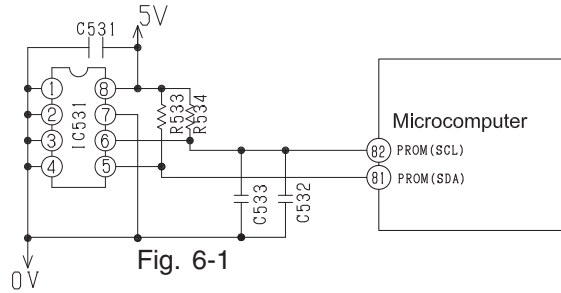 C531
5V
1
8
2
7
3
6
4
5
IC531
R533
R534
Microcomputer
82 PROM(SCL)
81 PROM(SDA)
C533
C532
0V
Fig. 6-1